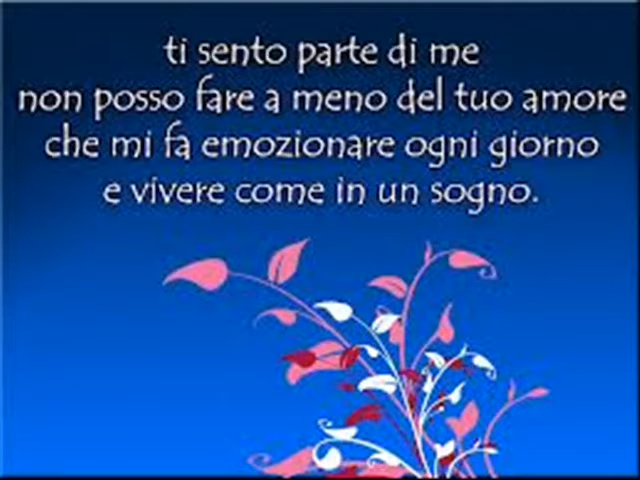 ti sento parte di me
non posso fare a meno del tuo amore
che mi fa emozionare ogni giorno
e vivere come in un sogno.